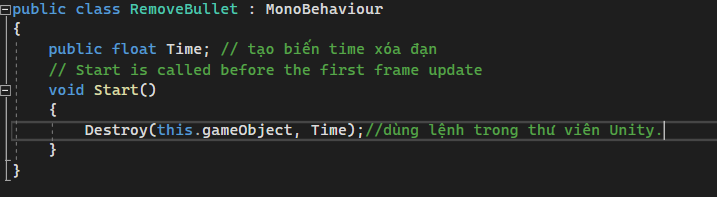 public class RemoveBullet : MonoBehaviour
{
public float Time; // tạo biến time xóa đạn
// Start is called before the first frame update
void Start()
{
Destroy(this.gameObject, Time);//dùng lệnh trong thư viên Unity.
}
}